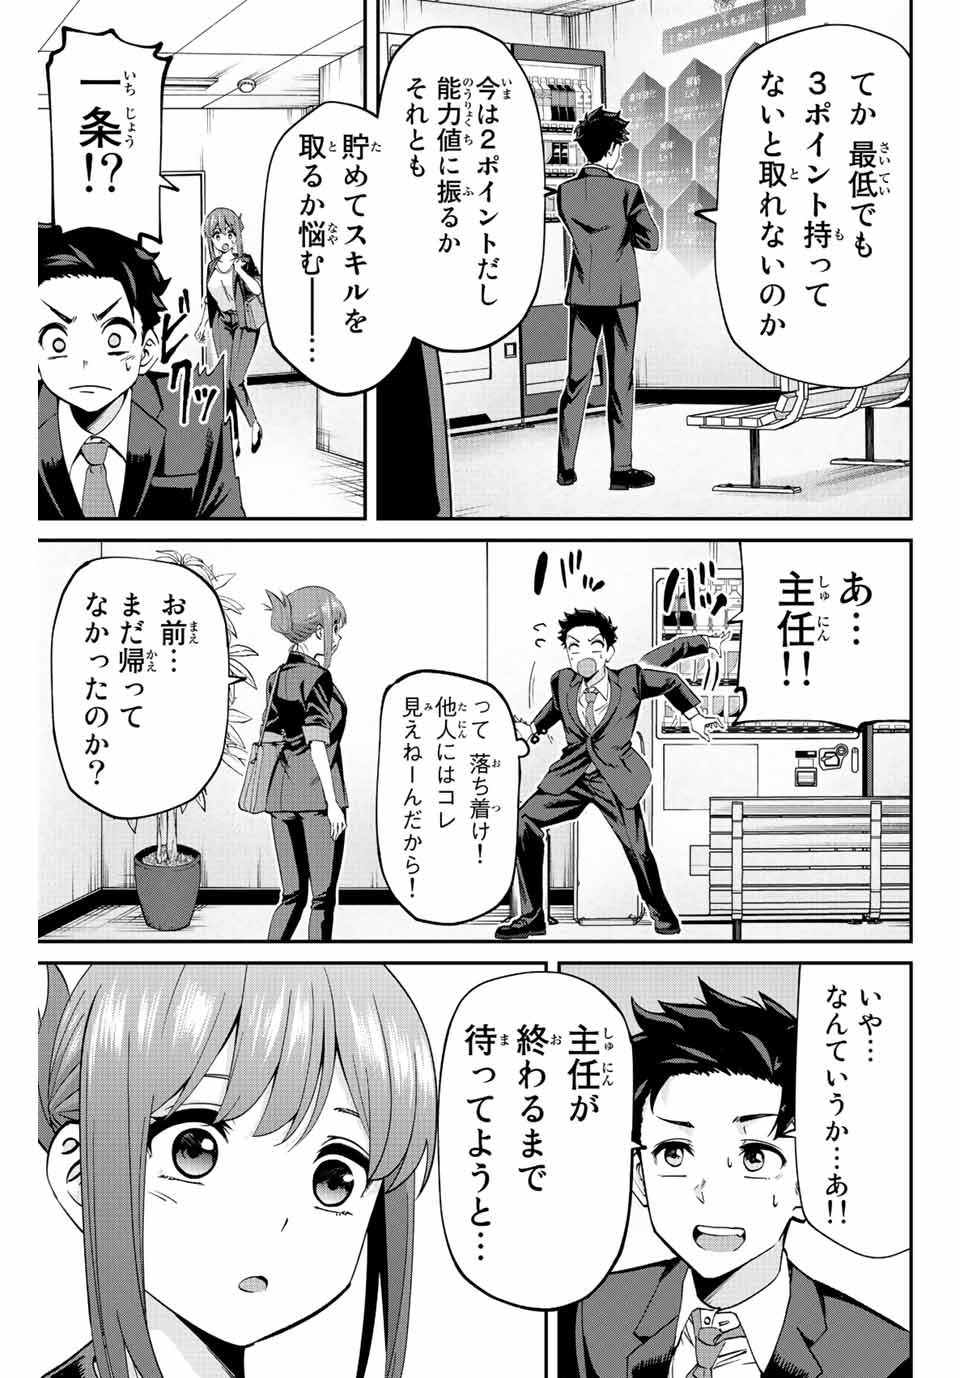 てか 最低でも
３ポイント持って
ないと取れないのか
今は２ポイントだし
能力値に振るか
それとも
貯めてスキルを
取るか悩む――……
一条!?
ビクッ
あ…
主任!!
バッ
バッ
って 落ち着け！
他人にはコレ
見えねーんだから！
お前…
まだ帰って
なかったのか？
いや…
なんていうか…あ!!
主任が
終わるまで
待ってようと…